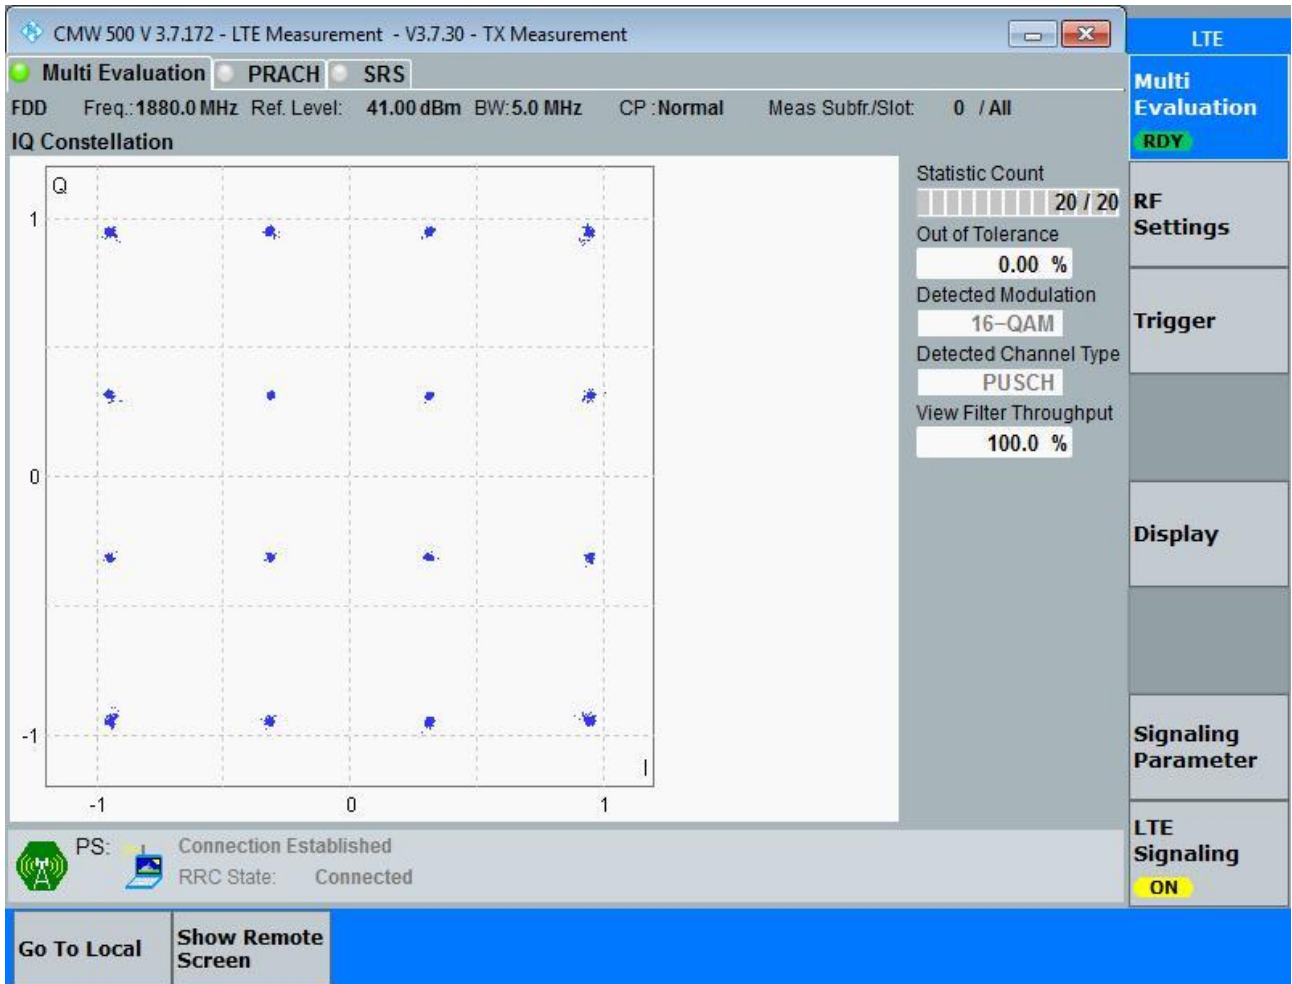 CMW 500 V 3.7.172 - LTE Measurement - V3.7.30 - TX Measurement
LTE
Multi Evaluation PRACH SRS
FDD Freq.:1880.0 MHz Ref. Level: 41.00 dBm BW:5.0 MHz CP :Normal Meas Subfr./Slot: 0 / All
IQ Constellation
Q
1
0
-1
-1 0 1
I
Statistic Count
20 / 20
Out of Tolerance
0.00 %
Detected Modulation
16-QAM
Detected Channel Type
PUSCH
View Filter Throughput
100.0 %
Multi
Evaluation
RDY
RF
Settings
Trigger
Display
Signaling
Parameter
LTE
Signaling
ON
PS: Connection Established
RRC State: Connected
Go To Local
Show Remote
Screen